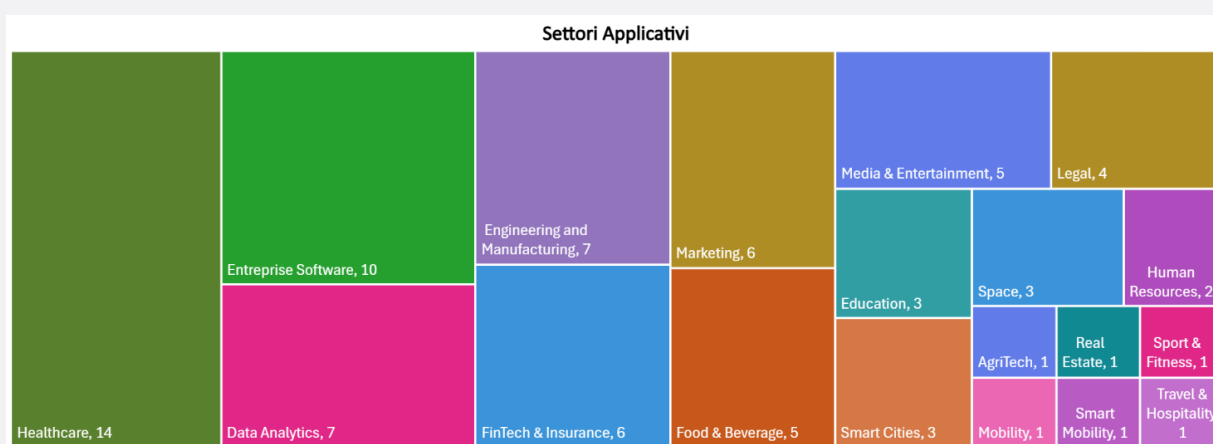 Settori Applicativi
Healthcare, 14
Entreprise Software, 10
Data Analytics, 7
Engineering and
Manufacturing, 7
FinTech & Insurance, 6
Marketing, 6
Food & Beverage, 5
Media & Entertainment, 5
Legal, 4
Education, 3
Smart Cities, 3
Space, 3
Human
Resources, 2
AgriTech, 1
Real
Estate, 1
Sport &
Fitness, 1
Mobility, 1
Smart
Mobility, 1
Travel &
Hospitality
1